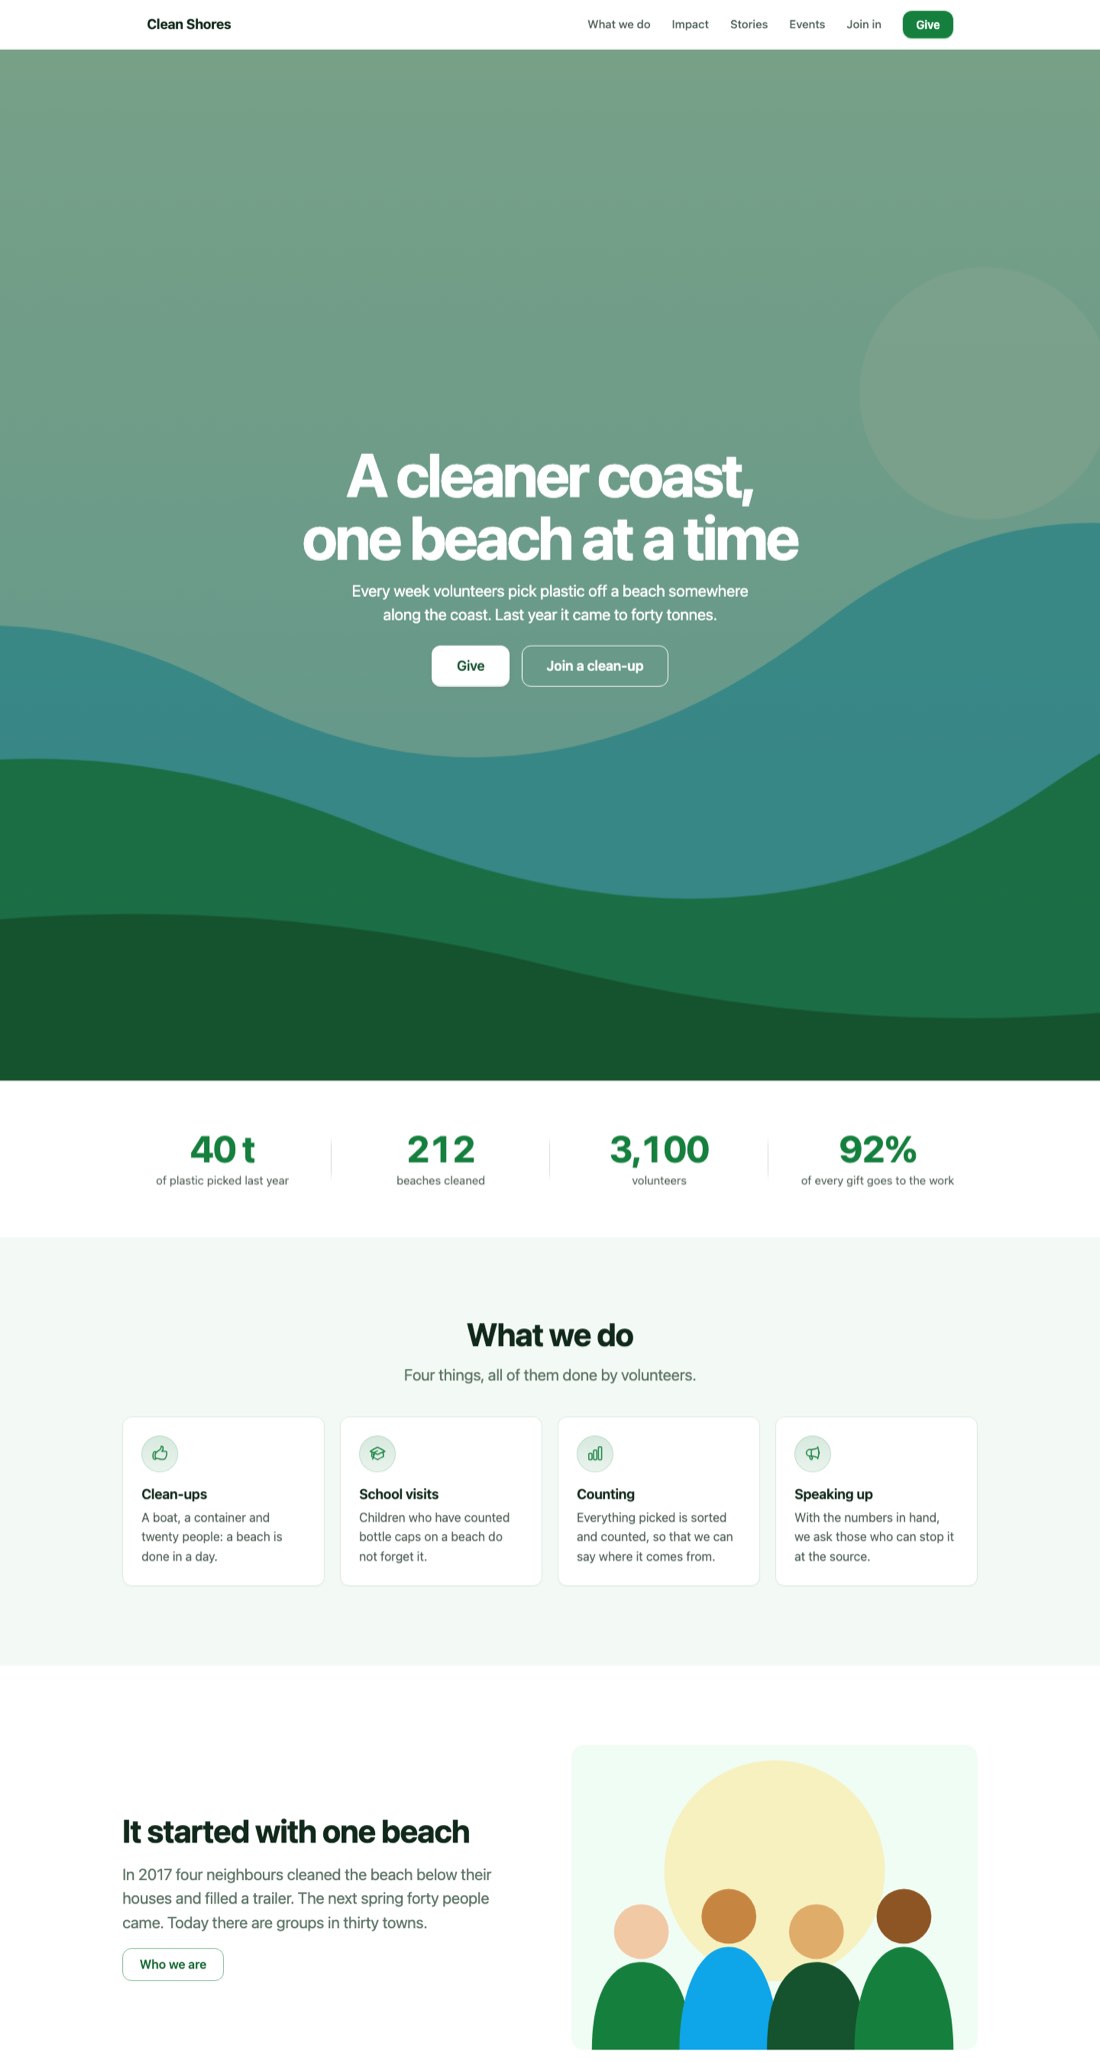 Clean Shores
What we do
Impact
Stories
Events
Join in
Give
A cleaner coast,
one beach at a time
Every week volunteers pick plastic off a beach somewhere
along the coast. Last year it came to forty tonnes.
Give
Join a clean-up
40 t
of plastic picked last year
212
beaches cleaned
3,100
volunteers
92%
of every gift goes to the work
What we do
Four things, all of them done by volunteers.
Clean-ups
A boat, a container and
twenty people: a beach is
done in a day.
School visits
Children who have counted
bottle caps on a beach do
not forget it.
Counting
Everything picked is sorted
and counted, so that we can
say where it comes from.
Speaking up
With the numbers in hand,
we ask those who can stop it
at the source.
It started with one beach
In 2017 four neighbours cleaned the beach below their
houses and filled a trailer. The next spring forty people
came. Today there are groups in thirty towns.
Who we are